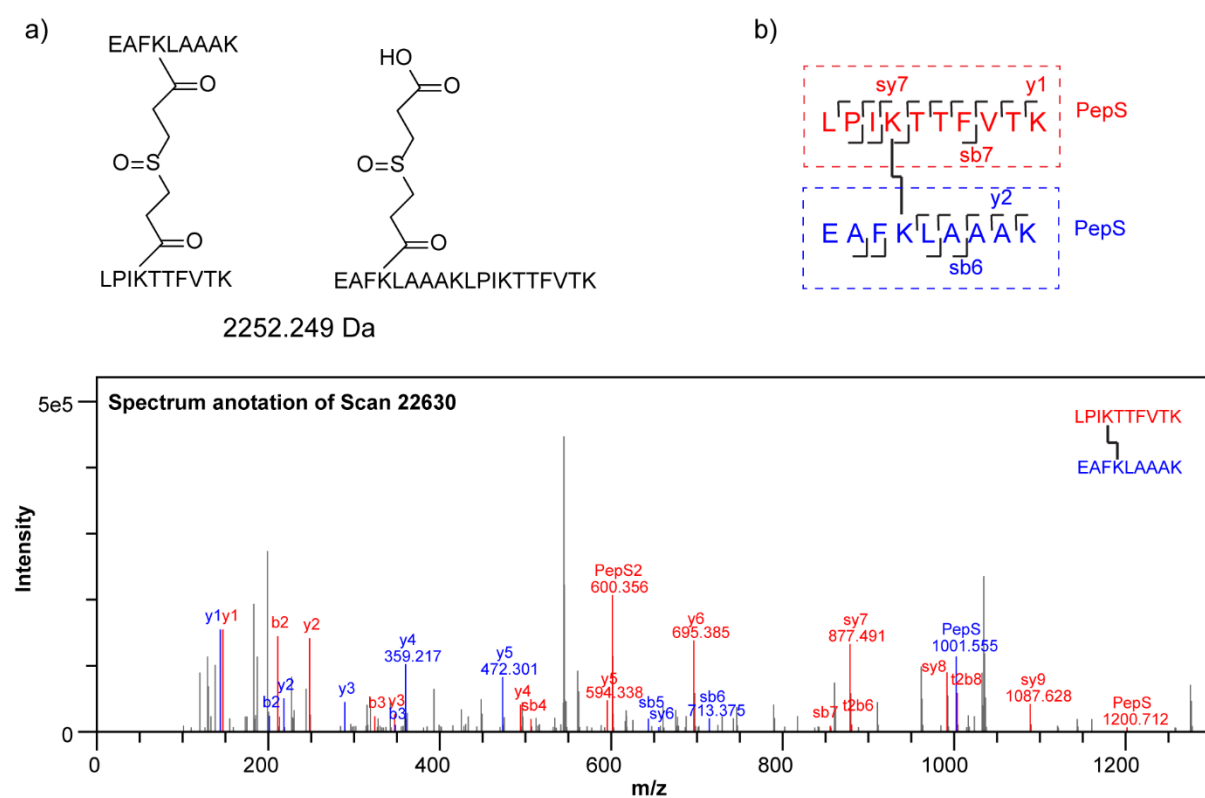 a)
EAFKLAAAK
O
O=S
O
LPIKTTFVTK
HO
O
O=S
O
EAFKLAAAKLPIKTTFVTK
2252.249 Da
b)
sy7 y1
LPIKTTFVTK PepS
sb7
y2
EAFKLAAAK PepS
sb6
5e5
Spectrum anotation of Scan 22630
LPIKTTFVTK
EAFKLAAAK
Intensity
PepS2
600.356
y6
695.385
sy7
877.491
PepS
1001.555
y1 y1
b2
y2
y4
359.217
y5
472.301
y5
594.338
b2
y2
y3
b3
y3
b3
y4
sb4
sb5
y6
sb6
713.375
sb7
t2b6
sy8
t2b8
sy9
1087.628
PepS
1200.712
0
0 200 400 600 800 1000 1200
m/z